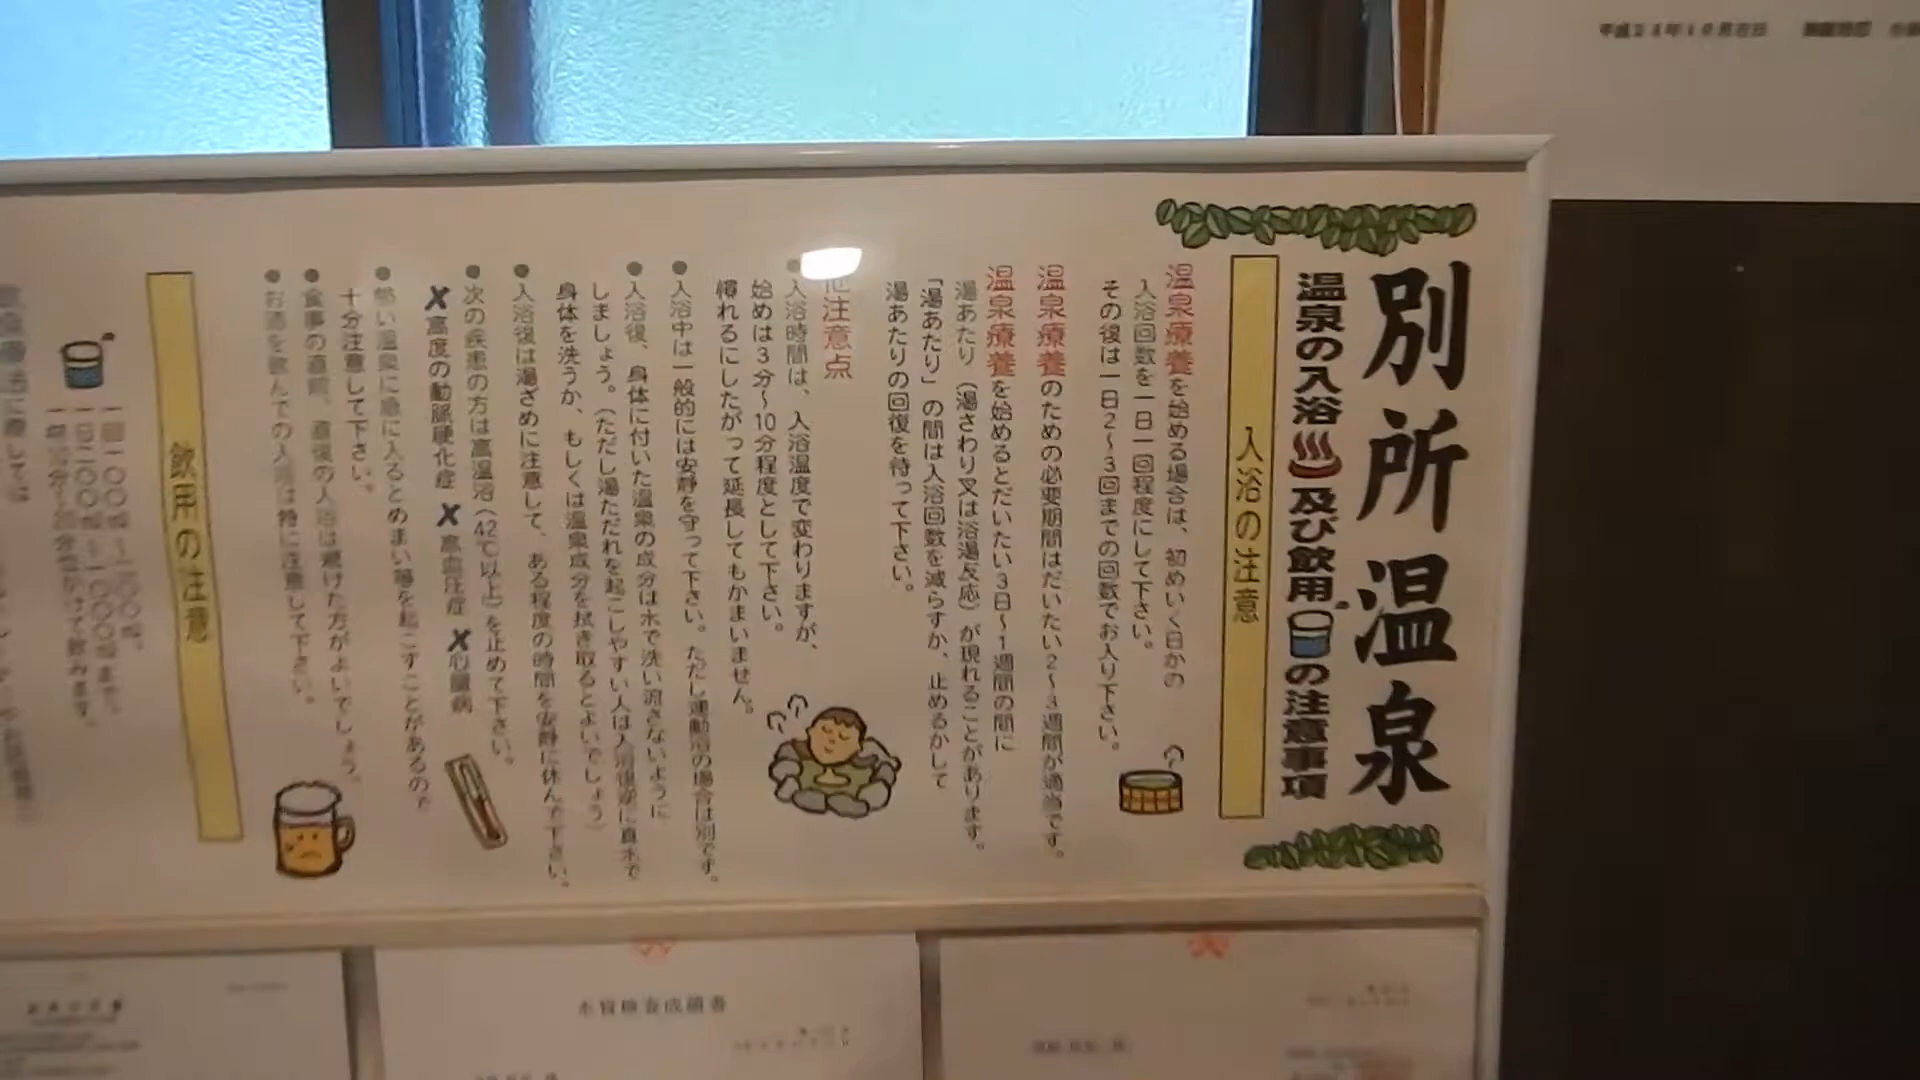 別所温泉
温泉の入浴及び飲用の注意事項
入浴の注意
温泉療養を始める場合は、初めいく日かの
入浴回数を一日一回程度にして下さい。
その後は一日2〜3回までの回数でお入り下さい。
温泉療養のための必要期間はだいたい2〜3週間が適当です。
温泉療養を始めるとだいたい3日〜1週間の間に
湯あたり（湯さわり又は浴湯反応）が現れることがあります。
「湯あたり」の間は入浴回数を減らすか、止めるかして
湯あたりの回復を待って下さい。
注意点
●入浴時間は、入浴温度で変わりますが、
始めは3分〜10分程度として下さい。
慣れるにしたがって延長してもかまいません。
●入浴中は一般的には安静を守って下さい。ただし運動浴の場合は別です。
●入浴後、身体に付いた温泉の成分は水で洗い流さないように
しましょう。（ただし湯ただれを起こしやすい人は入浴後逆に真水で
身体を洗うか、もしくは温泉成分を拭き取るとよいでしょう）
●入浴後は湯ざめに注意して、ある程度の時間を安静に休んで下さい。
●次の疾患の方は高温浴（42℃以上）を止めて下さい。
✗高度の動脈硬化症 ✗高血圧症 ✗心臓病
●熱い温泉に急に入るとめまい等を起こすことがあるので
十分注意して下さい。
●食事の直前、直後の入浴は避けた方がよいでしょう。
●お酒を飲んでの入浴は特に注意して下さい。
飲用の注意
水質検査成績書